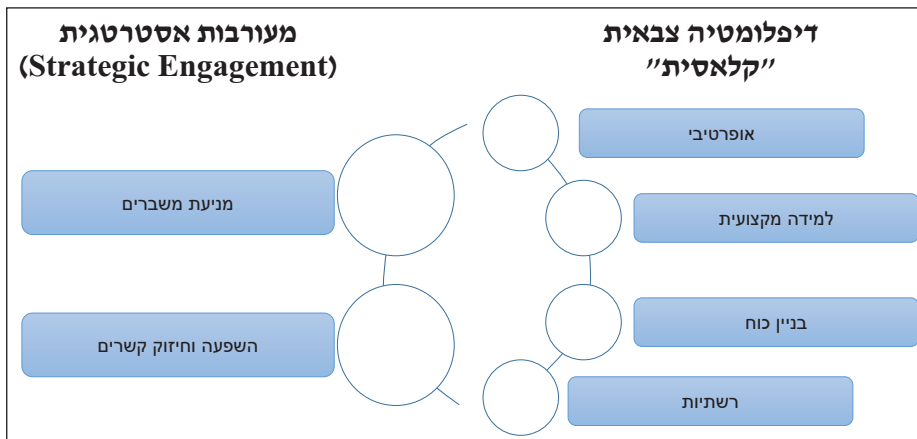 דיפלומטיה צבאית
"קלאסית"
אופרטיבי
למידה מקצועית
בניין כוח
רשתיות
מעורבות אסטרטגית
(Strategic Engagement)
מניעת משברים
השפעה וחיזוק קשרים